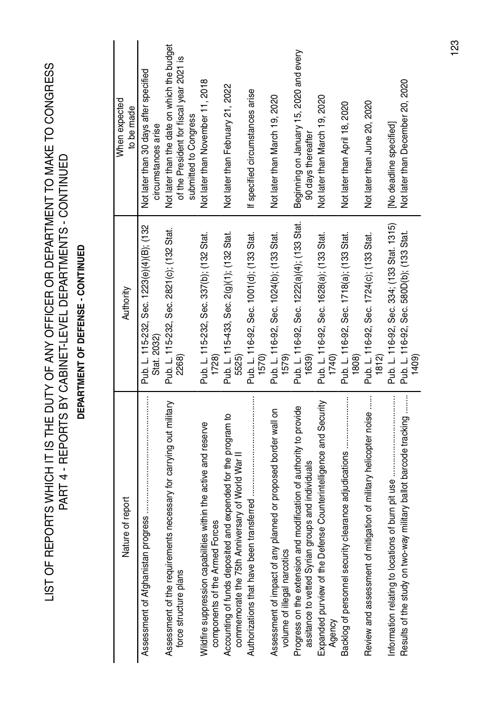 LIST OF REPORTS WHICH IT IS THE DUTY OF ANY OFFICER OR DEPARTMENT TO MAKE TO CONGRESS
PART 4 - REPORTS BY CABINET-LEVEL DEPARTMENTS - CONTINUED
DEPARTMENT OF DEFENSE - CONTINUED
Nature of report Authority When expected
to be made
Assessment of Afghanistan progress Pub. L. 115-232, Sec. 1223(e)(4)(B); (132 Not later than 30 days after specified
Stat. 2032) circumstances arise
Assessment of the requirements necessary for carrying out military Pub. L. 115-232, Sec. 2821(c); (132 Stat. Not later than the date on which the budget
force structure plans 2268) of the President for fiscal year 2021 is
submitted to Congress
Wildfire suppression capabilities within the active and reserve Pub. L. 115-232, Sec. 337(b); (132 Stat. Not later than November 11, 2018
components of the Armed Forces 1728)
Accounting of funds deposited and expended for the program to Pub. L. 115-433, Sec. 2(g)(1); (132 Stat. Not later than February 21, 2022
commemorate the 75th Anniversary of World War II 5525)
Authorizations that have been transferred Pub. L. 116-92, Sec. 1001(d); (133 Stat. If specified circumstances arise
1570)
Assessment of impact of any planned or proposed border wall on Pub. L. 116-92, Sec. 1024(b); (133 Stat. Not later than March 19, 2020
volume of illegal narcotics 1579)
Progress on the extension and modification of authority to provide Pub. L. 116-92, Sec. 1222(a)(4); (133 Stat. Beginning on January 15, 2020 and every
assitance to vetted Syrian groups and individuals 1639) 90 days thereafter
Expanded purview of the Defense Counterintelligence and Security Pub. L. 116-92, Sec. 1628(a); (133 Stat. Not later than March 19, 2020
Agency 1740)
Backlog of personnel security clearance adjudications Pub. L. 116-92, Sec. 1718(a); (133 Stat. Not later than April 18, 2020
1808)
Review and assessment of mitigation of military helicopter noise Pub. L. 116-92, Sec. 1724(c); (133 Stat. Not later than June 20, 2020
1812)
Information relating to locations of burn pit use Pub. L. 116-92, Sec. 334; (133 Stat. 1315) [No deadline specified]
Results of the study on two-way military ballot barcode tracking Pub. L. 116-92, Sec. 580D(b); (133 Stat. Not later than December 20, 2020
1409)
123